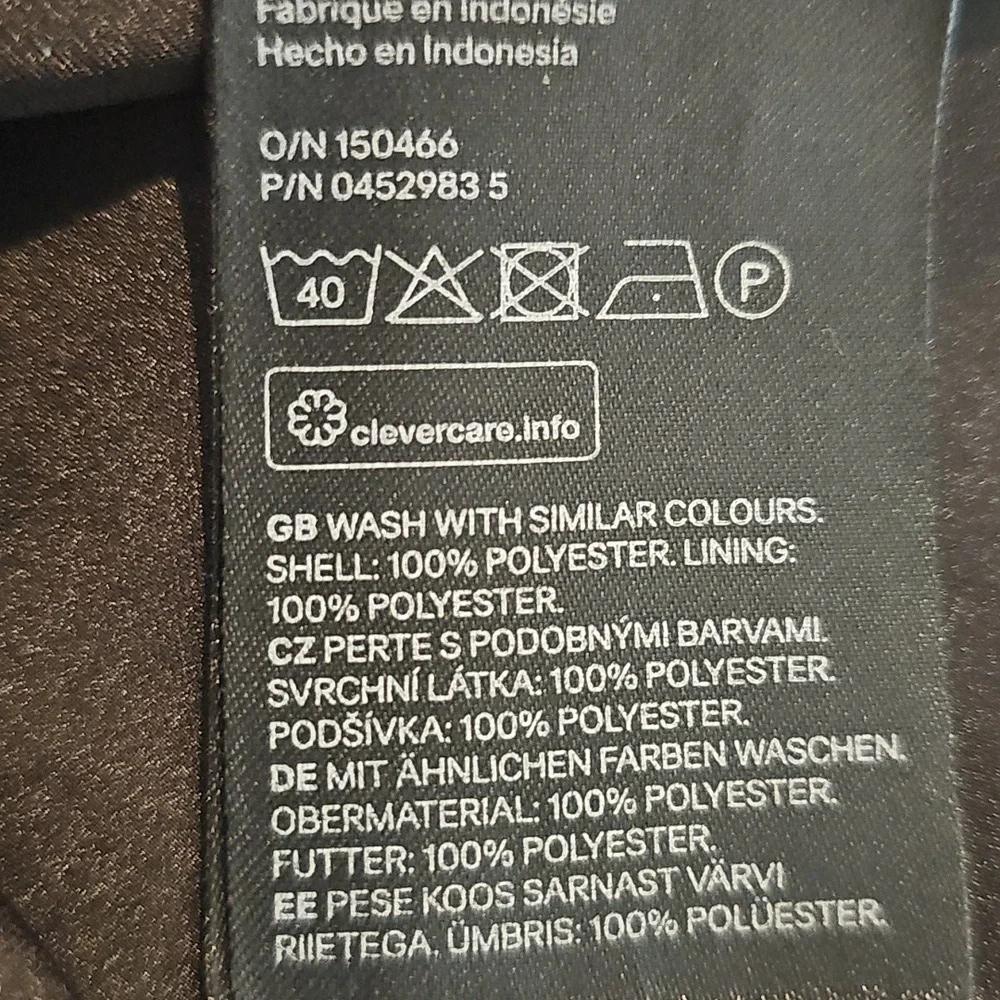 Fabriqué en Indonésie
Hecho en Indonesia
O/N 150466
P/N 0452983 5
40
P
clevercare.info
GB WASH WITH SIMILAR COLOURS.
SHELL: 100% POLYESTER. LINING:
100% POLYESTER.
CZ PERTE S PODOBNÝMI BARVAMI.
SVRCHNÍ LÁTKA: 100% POLYESTER.
PODŠÍVKA: 100% POLYESTER.
DE MIT ÄHNLICHEN FARBEN WASCHEN.
OBERMATERIAL: 100% POLYESTER.
FUTTER: 100% POLYESTER.
EE PESE KOOS SARNAST VÄRVI
RIIETEGA. ÜMBRIS: 100% POLÜESTER.